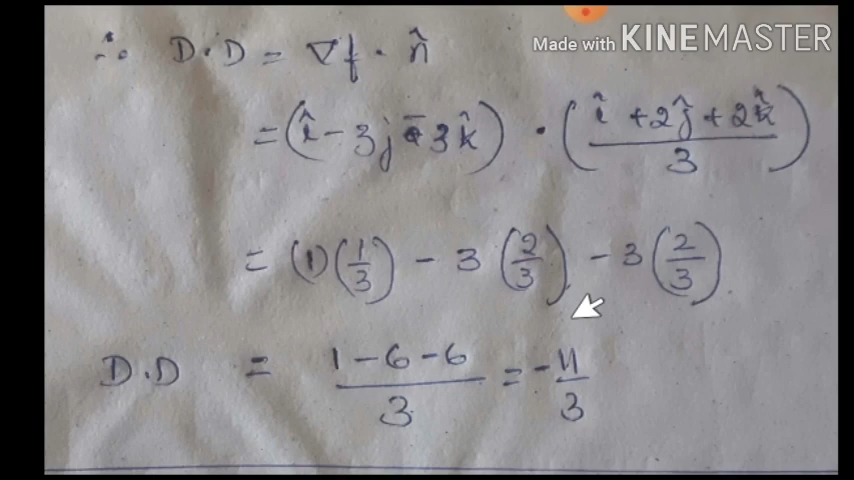 ∴ D.D = ∇f · n̂
Made with KINEMASTER
= (î - 3j - 3k̂) · (î + 2ĵ + 2k̂ / 3)
= (1)(1/3) - 3(2/3) - 3(2/3)
D.D = 1-6-6 / 3 = -11/3